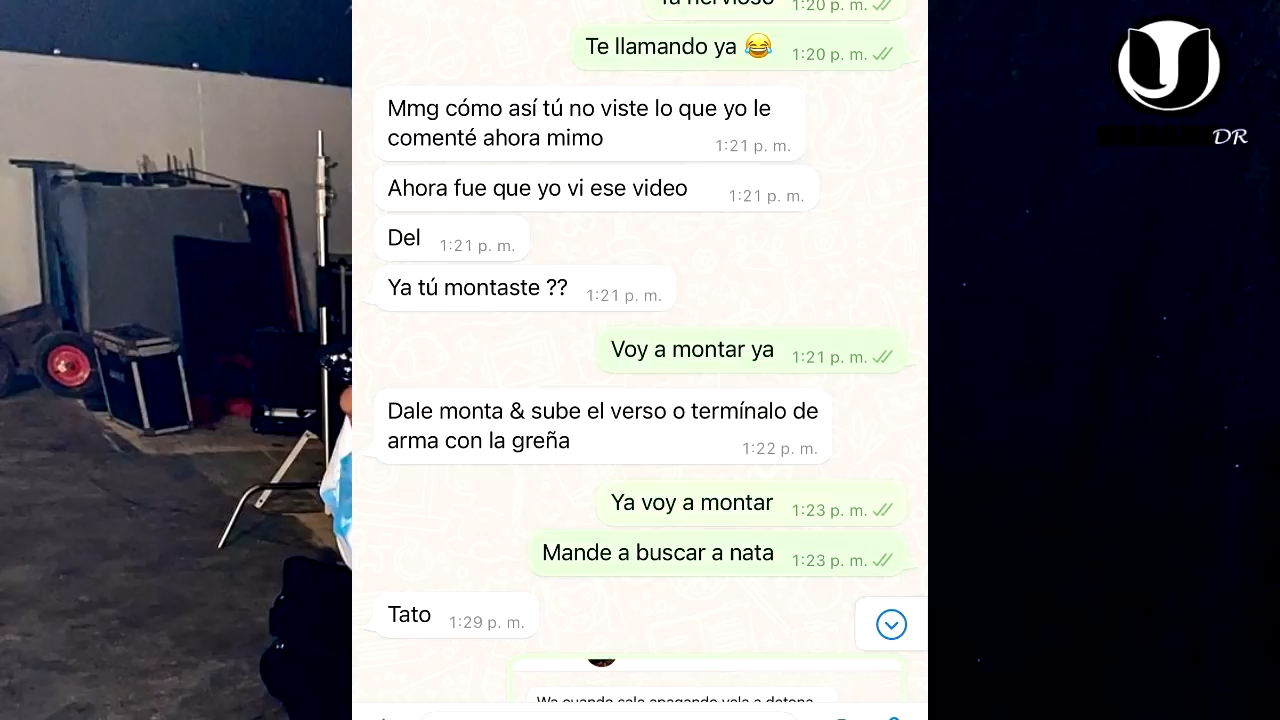 Te llamando ya 😂 1:20 p. m.
Mmg cómo así tú no viste lo que yo le
comenté ahora mimo 1:21 p. m.
Ahora fue que yo vi ese video 1:21 p. m.
Del 1:21 p. m.
Ya tú montaste ?? 1:21 p. m.
Voy a montar ya 1:21 p. m.
Dale monta & sube el verso o termínalo de
arma con la greña 1:22 p. m.
Ya voy a montar 1:23 p. m.
Mande a buscar a nata 1:23 p. m.
Tato 1:29 p. m.
DR